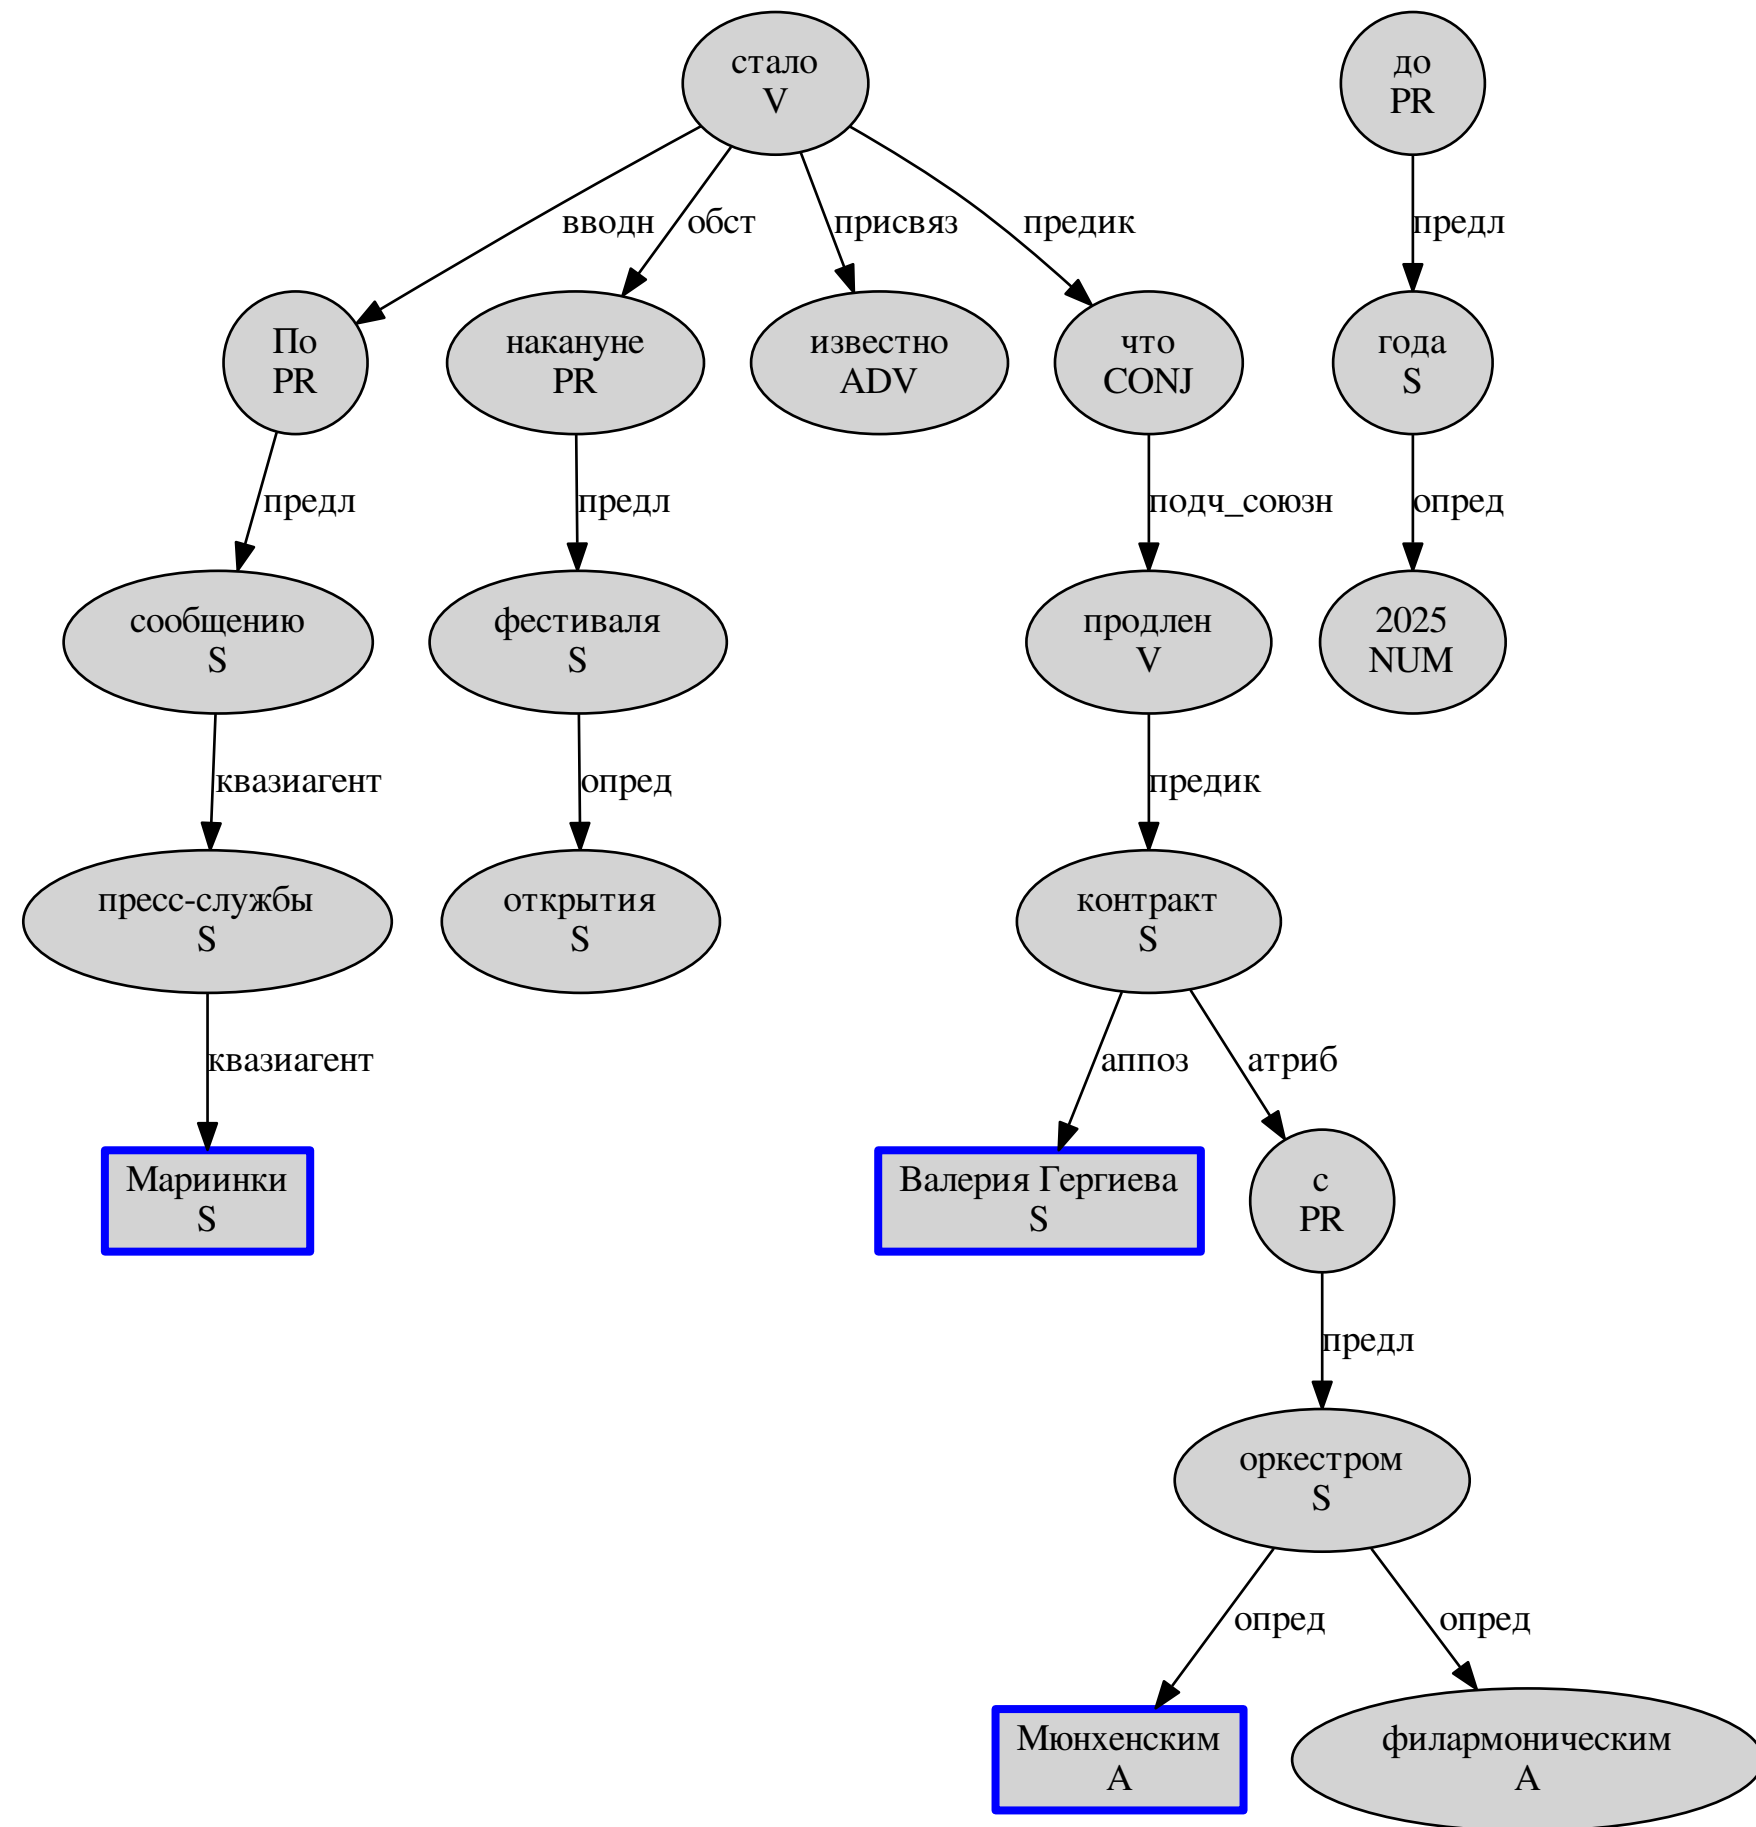 стало
V
до
PR
вводн
обст
присвяз
предик
предл
По
PR
накануне
PR
известно
ADV
что
CONJ
года
S
предл
предл
подч_союзн
опред
сообщению
S
фестиваля
S
продлен
V
2025
NUM
квазиагент
опред
предик
пресс-службы
S
открытия
S
контракт
S
квазиагент
аппоз
атриб
Мариинки
S
Валерия Гергиева
S
с
PR
предл
оркестром
S
опред
опред
Мюнхенским
A
филармоническим
A